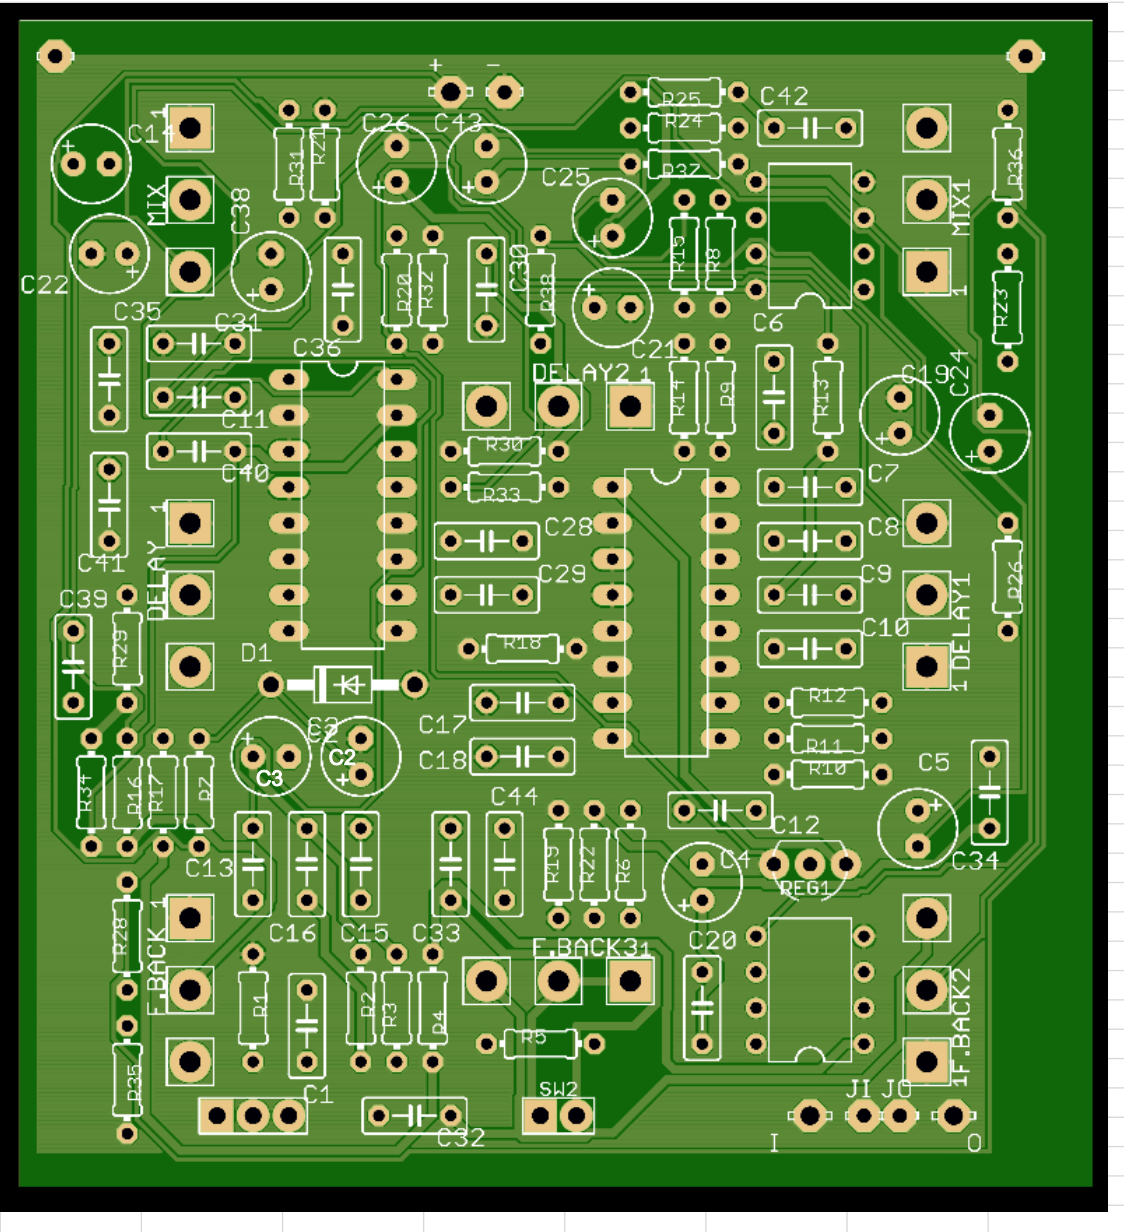 + −
R25 C42
C14 1 C26 C43 R24
R31 R21 R37 R36
C25
MIX C38 MIX1
R15 R8
C22 + C30 R20 R32 R38 1 R23
C35 C31 C36 C21 C6
DELAY2 1 C19 C24
C11 R14 R9 R13
R30
C40 R33 C7
1 C28 C8
C41 DELAY
C29 C9 R26
C39 DELAY1
R29 R18 C10
D1 1
R12
C2 C17
C3 C2 C18 R11 C5
R34 R16 R17 R7 R10
C44 C12
C13 R19 R22 R6 C4 REG1 C34
R28 1 C16 C15 C33 C20
F.BACK F.BACK3 1
R1 R2 R3 R4 R5 F.BACK2
R35 1
C1 SW2 JI JO
C32 I O